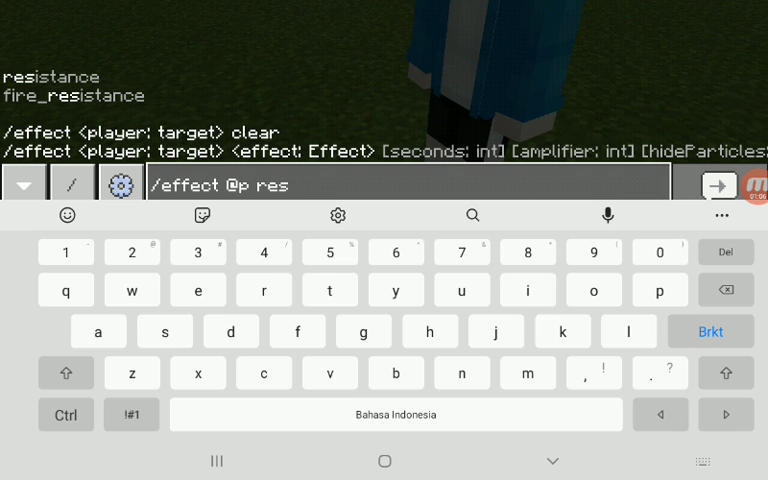 resistance
fire_resistance
/effect <player: target> clear
/effect <player: target> <effect: Effect> [seconds: int] [amplifier: int] [hideParticles:
/ /effect @p res
01:06
1 2 3 4 5 6 7 8 9 0 Del
q w e r t y u i o p
a s d f g h j k l Brkt
z x c v b n m , ! . ?
Ctrl !#1 Bahasa Indonesia